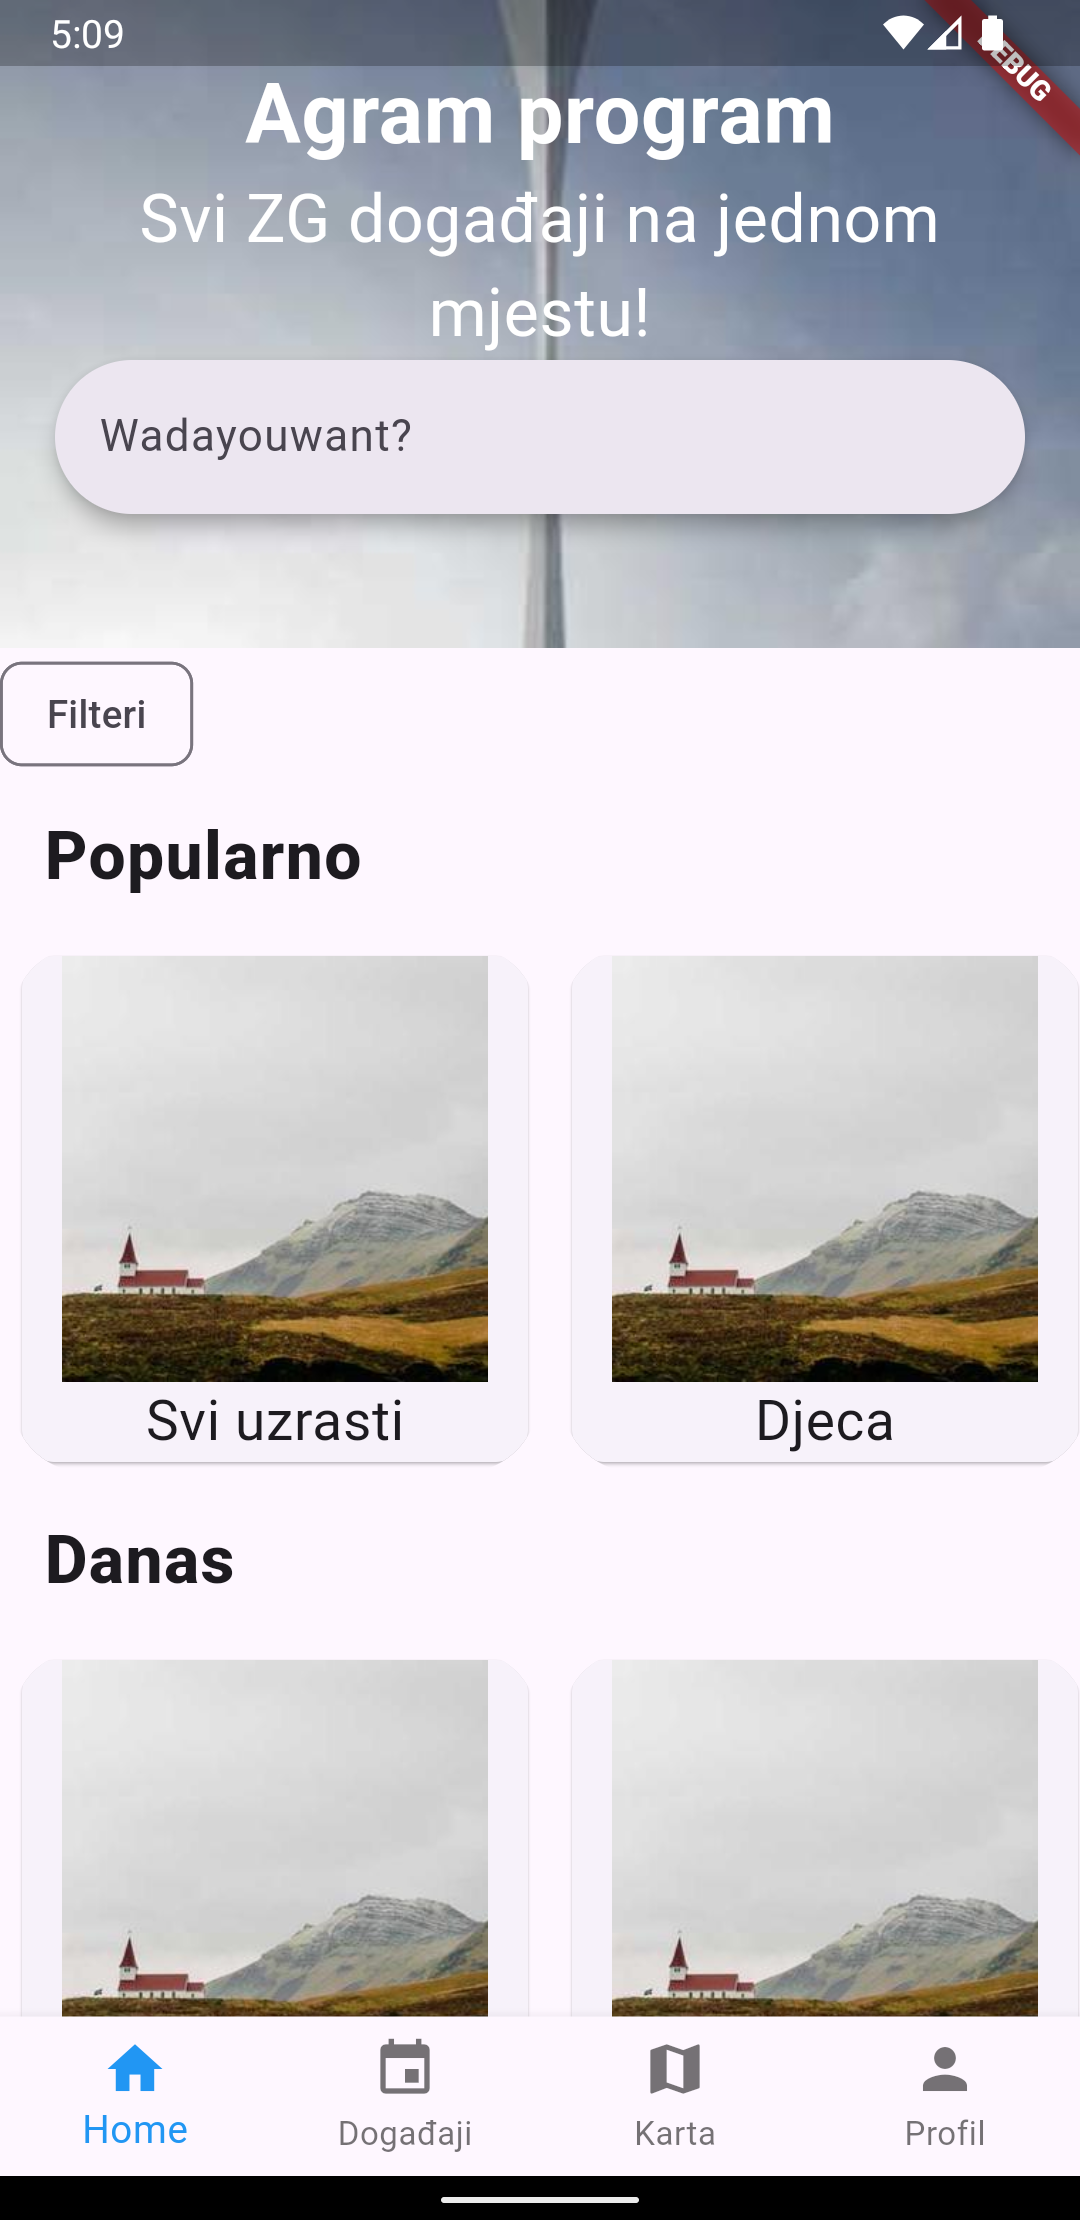 5:09
EBUG
Agram program
Svi ZG događaji na jednom
mjestu!
Wadayouwant?
Filteri
Popularno
Svi uzrasti
Djeca
Danas
Home
Događaji
Karta
Profil